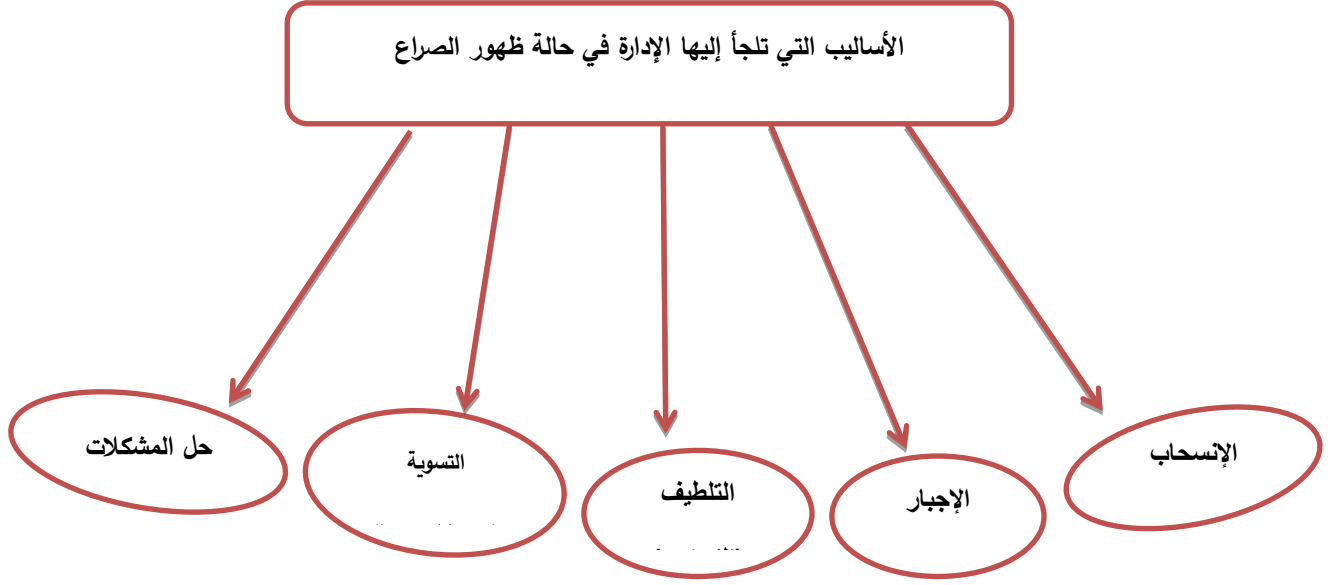 الأساليب التي تلجأ إليها الإدارة في حالة ظهور الصراع
الإنسحاب
الإجبار
التلطيف
التسوية
حل المشكلات